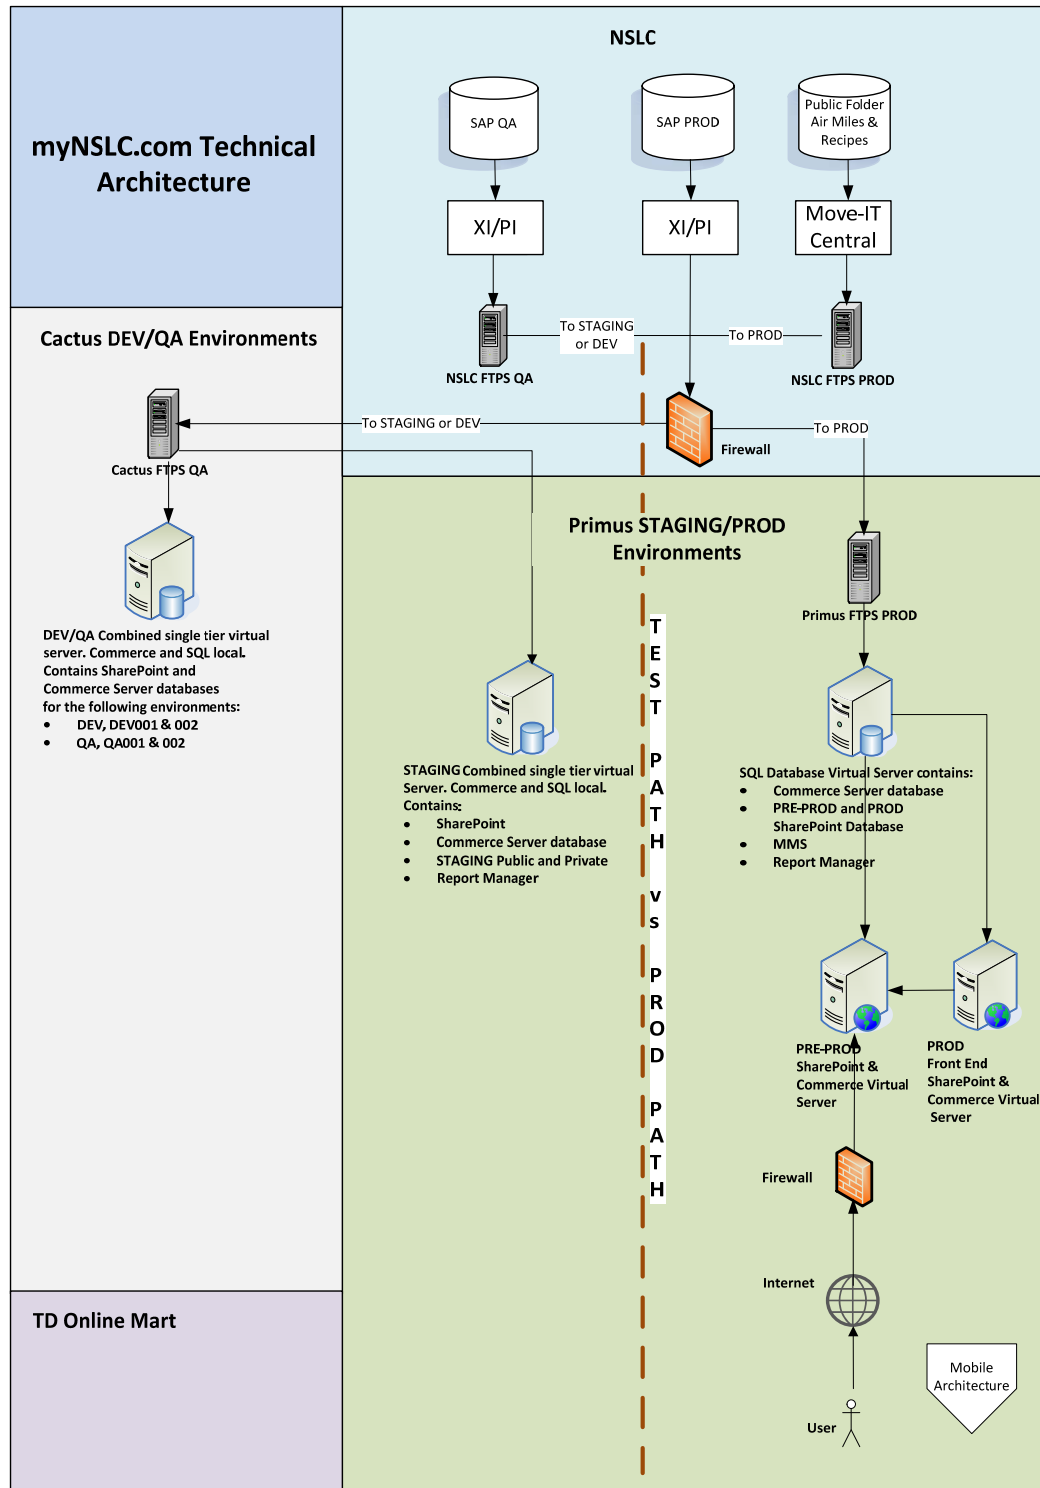 NSLC
myNSLC.com Technical
Architecture
SAP QA
SAP PROD
Public Folder
Air Miles &
Recipes
XI/PI
XI/PI
Move-IT
Central
To STAGING
or DEV
To PROD
NSLC FTPS QA
NSLC FTPS PROD
Cactus DEV/QA Environments
To STAGING or DEV
To PROD
Firewall
Cactus FTPS QA
Primus STAGING/PROD
Environments
Primus FTPS PROD
DEV/QA Combined single tier virtual
server. Commerce and SQL local.
Contains SharePoint and
Commerce Server databases
for the following environments:
• DEV, DEV001 & 002
• QA, QA001 & 002
STAGING Combined single tier virtual
Server. Commerce and SQL local.
Contains:
• SharePoint
• Commerce Server database
• STAGING Public and Private
• Report Manager
TEST PATH vs PROD PATH
SQL Database Virtual Server contains:
• Commerce Server database
• PRE-PROD and PROD
SharePoint Database
• MMS
• Report Manager
PRE-PROD
SharePoint &
Commerce Virtual
Server
PROD
Front End
SharePoint &
Commerce Virtual
Server
Firewall
Internet
User
Mobile
Architecture
TD Online Mart